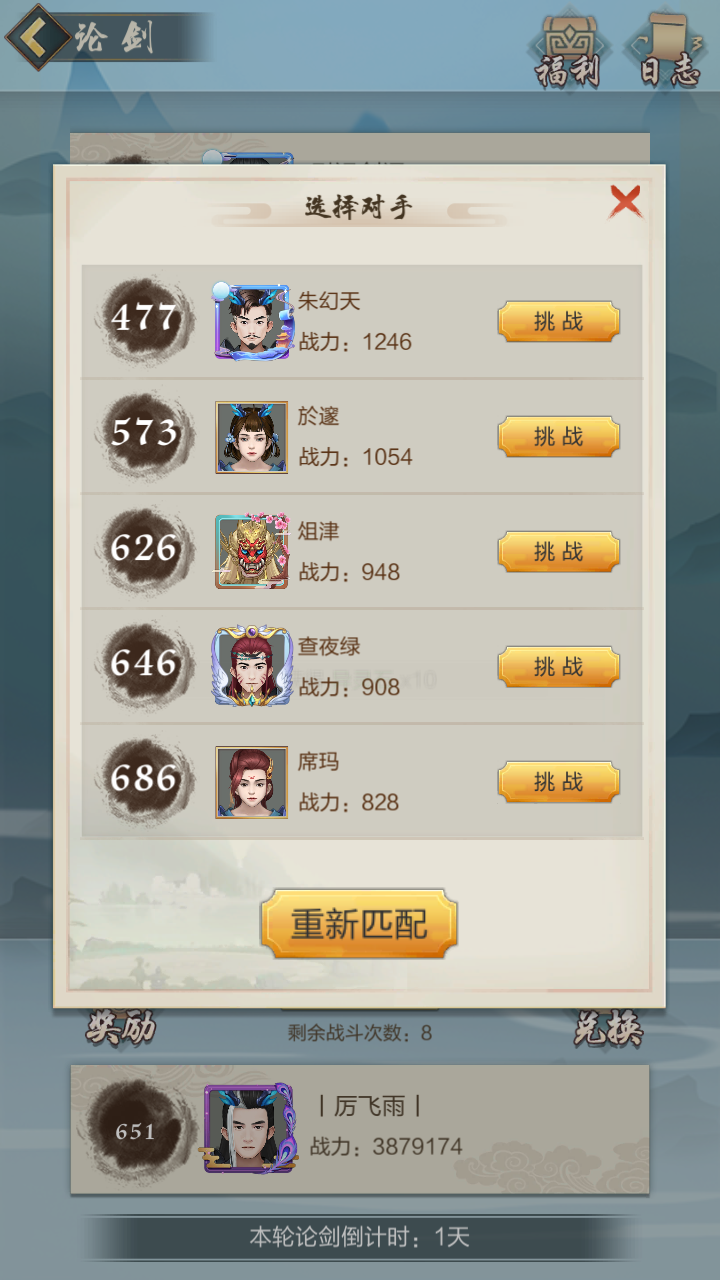 论剑
福利
日志
选择对手
477
朱幻天
战力：1246
挑战
573
於邃
战力：1054
挑战
626
俎津
战力：948
挑战
646
查夜绿
战力：908
挑战
686
席玛
战力：828
挑战
重新匹配
奖励
剩余战斗次数：8
兑换
651
丨厉飞雨丨
战力：3879174
本轮论剑倒计时：1天